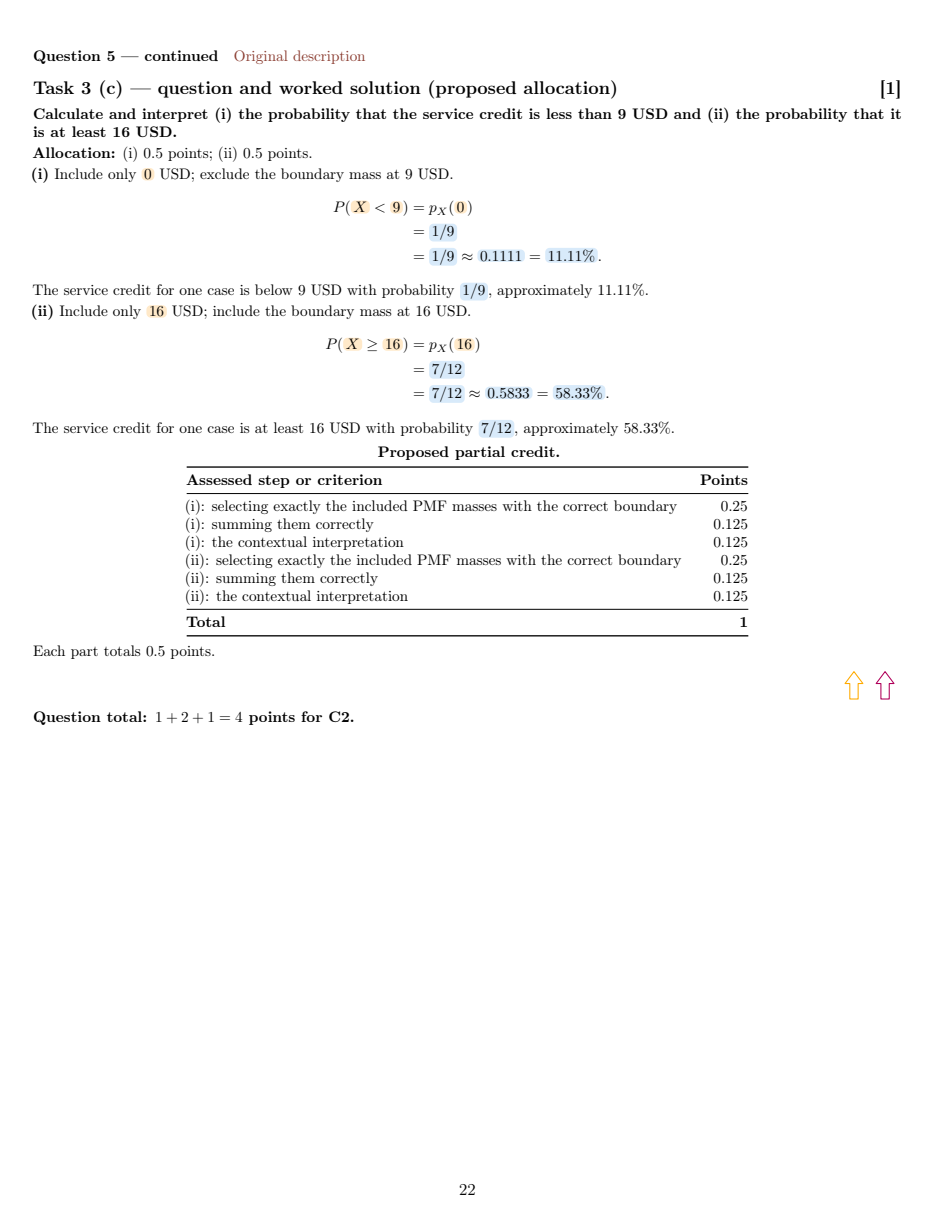 Question 5 — continued Original description
Task 3 (c) — question and worked solution (proposed allocation) [1]
Calculate and interpret (i) the probability that the service credit is less than 9 USD and (ii) the probability that it
is at least 16 USD.
Allocation: (i) 0.5 points; (ii) 0.5 points.
(i) Include only 0 USD; exclude the boundary mass at 9 USD.
P(X < 9) = p_X(0)
= 1/9
= 1/9 ≈ 0.1111 = 11.11%.
The service credit for one case is below 9 USD with probability 1/9, approximately 11.11%.
(ii) Include only 16 USD; include the boundary mass at 16 USD.
P(X ≥ 16) = p_X(16)
= 7/12
= 7/12 ≈ 0.5833 = 58.33%.
The service credit for one case is at least 16 USD with probability 7/12, approximately 58.33%.
Proposed partial credit.
Assessed step or criterion Points
(i): selecting exactly the included PMF masses with the correct boundary 0.25
(i): summing them correctly 0.125
(i): the contextual interpretation 0.125
(ii): selecting exactly the included PMF masses with the correct boundary 0.25
(ii): summing them correctly 0.125
(ii): the contextual interpretation 0.125
Total 1
Each part totals 0.5 points.
Question total: 1 + 2 + 1 = 4 points for C2.
22